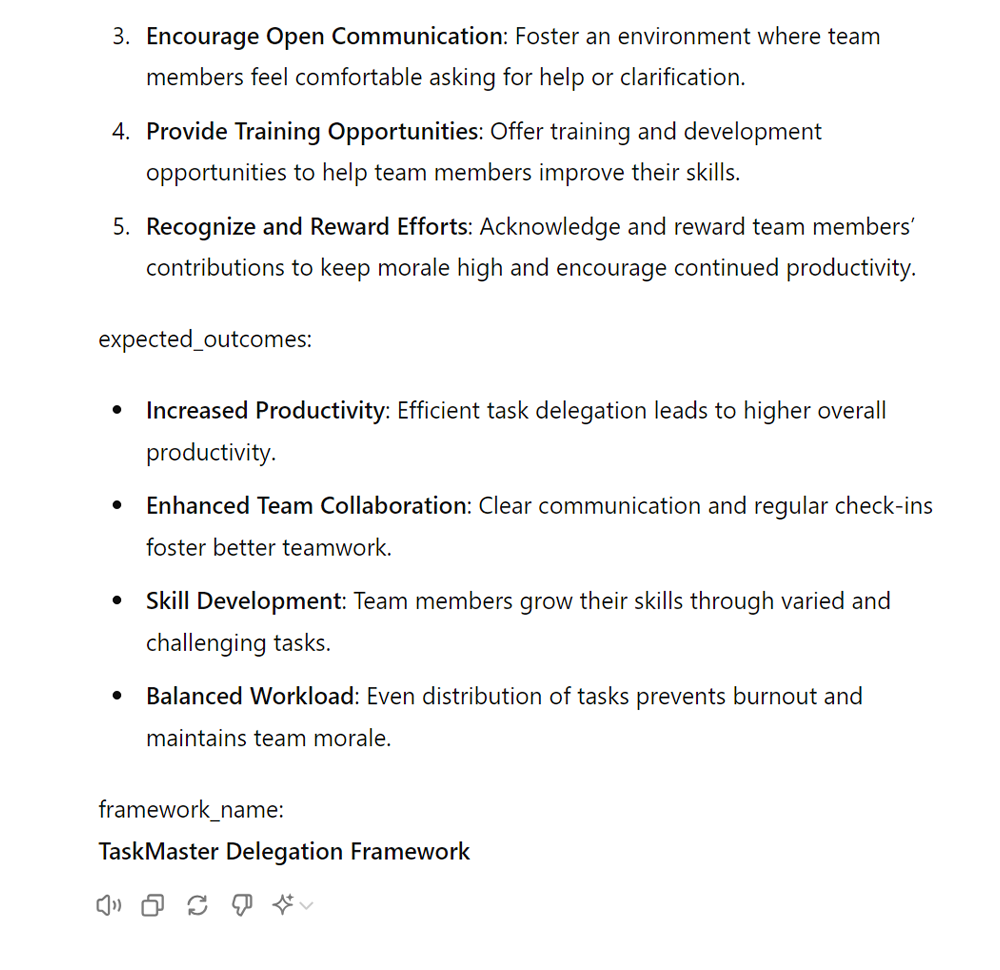 3. Encourage Open Communication: Foster an environment where team
members feel comfortable asking for help or clarification.
4. Provide Training Opportunities: Offer training and development
opportunities to help team members improve their skills.
5. Recognize and Reward Efforts: Acknowledge and reward team members’
contributions to keep morale high and encourage continued productivity.
expected_outcomes:
• Increased Productivity: Efficient task delegation leads to higher overall
productivity.
• Enhanced Team Collaboration: Clear communication and regular check-ins
foster better teamwork.
• Skill Development: Team members grow their skills through varied and
challenging tasks.
• Balanced Workload: Even distribution of tasks prevents burnout and
maintains team morale.
framework_name:
TaskMaster Delegation Framework